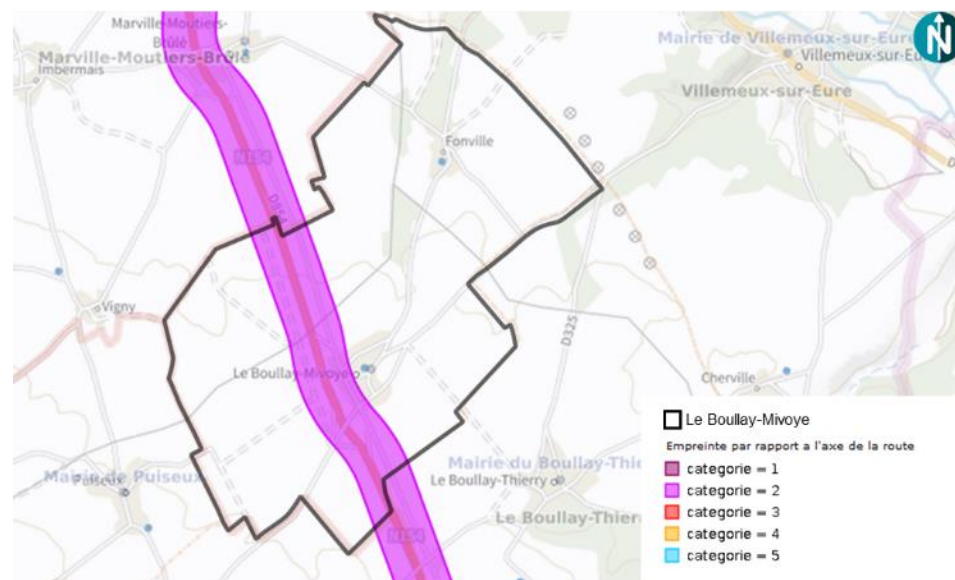 Marville-Moutiers-
Brûlé
Marville-Moutiers-Brûlé
Imbermais
N
Mairie de Villemeux-sur-Eure
Villemeux-sur-Eu
Villemeux-sur-Eure
Fonville
N154
D854
D
Vigny
D325
Le Boullay-Mivoye
Cherville
Mairie de Puiseux
Puiseux
Mairie du Boullay-Thie
Le Boullay-Thierry
Le Boullay-Thier
N154
Le Boullay-Mivoye
Empreinte par rapport a l'axe de la route
categorie = 1
categorie = 2
categorie = 3
categorie = 4
categorie = 5